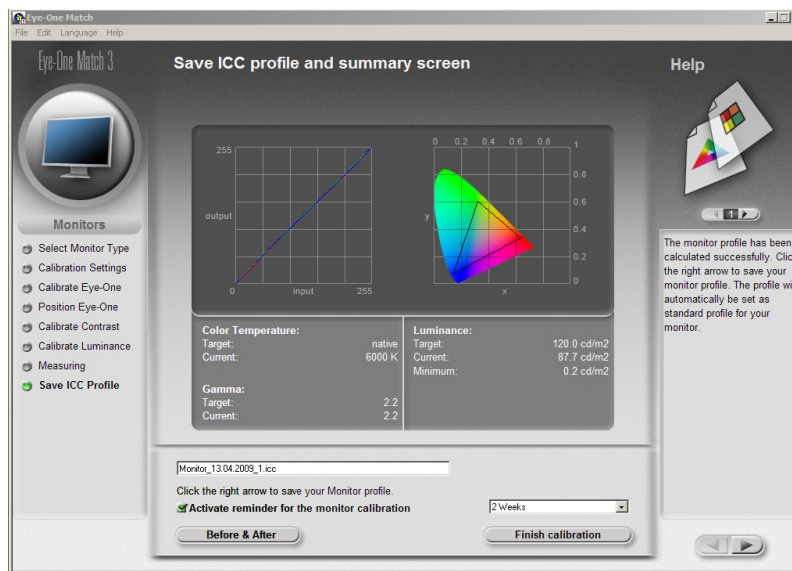 Eye-One Match
File Edit Language Help
Eye-One Match 3
Save ICC profile and summary screen
Help
Monitors
Select Monitor Type
Calibration Settings
Calibrate Eye-One
Position Eye-One
Calibrate Contrast
Calibrate Luminance
Measuring
Save ICC Profile
255
output
0 input 255
0 0.2 0.4 0.6 0.8 1
0.8
0.6
y 0.4
0.2
0
x
Color Temperature:
Target: native
Current: 6000 K
Gamma:
Target: 2.2
Current: 2.2
Luminance:
Target: 120.0 cd/m2
Current: 87.7 cd/m2
Minimum: 0.2 cd/m2
Monitor_13.04.2009_1.icc
Click the right arrow to save your Monitor profile.
Activate reminder for the monitor calibration
2 Weeks
Before & After
Finish calibration
1
The monitor profile has been
calculated successfully. Clic
the right arrow to save your
monitor profile. The profile wi
automatically be set as
standard profile for your
monitor.